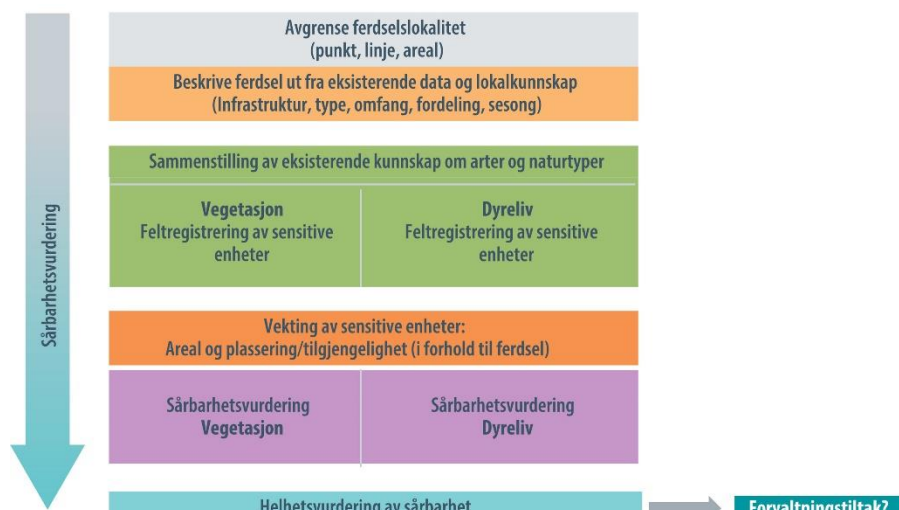 Avgrense ferdselslokalitet
(punkt, linje, areal)
Beskrive ferdsel ut fra eksisterende data og lokalkunnskap
(Infrastruktur, type, omfang, fordeling, sesong)
Sammenstilling av eksisterende kunnskap om arter og naturtyper
Vegetasjon
Feltregistrering av sensitive
enheter
Dyreliv
Feltregistrering av sensitive
enheter
Sårbarhetsvurdering
Vekting av sensitive enheter:
Areal og plassering/tilgjengelighet (i forhold til ferdsel)
Sårbarhetsvurdering
Vegetasjon
Sårbarhetsvurdering
Dyreliv
Helhetsvurdering av sårbarhet
Forvaltningstiltak?